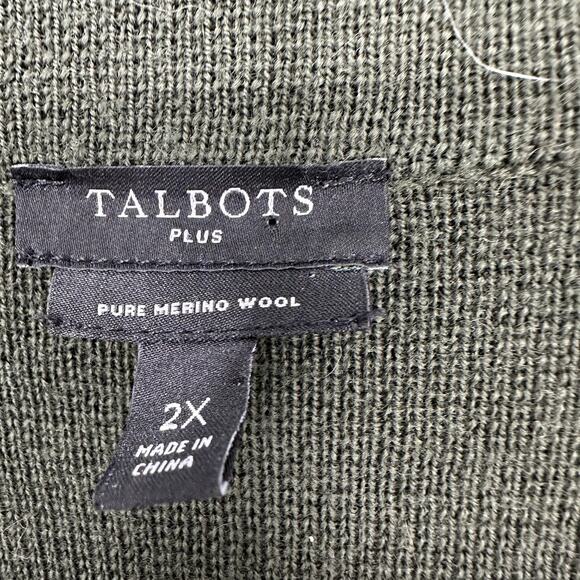 TALBOTS
PLUS
PURE MERINO WOOL
2X
MADE IN
CHINA